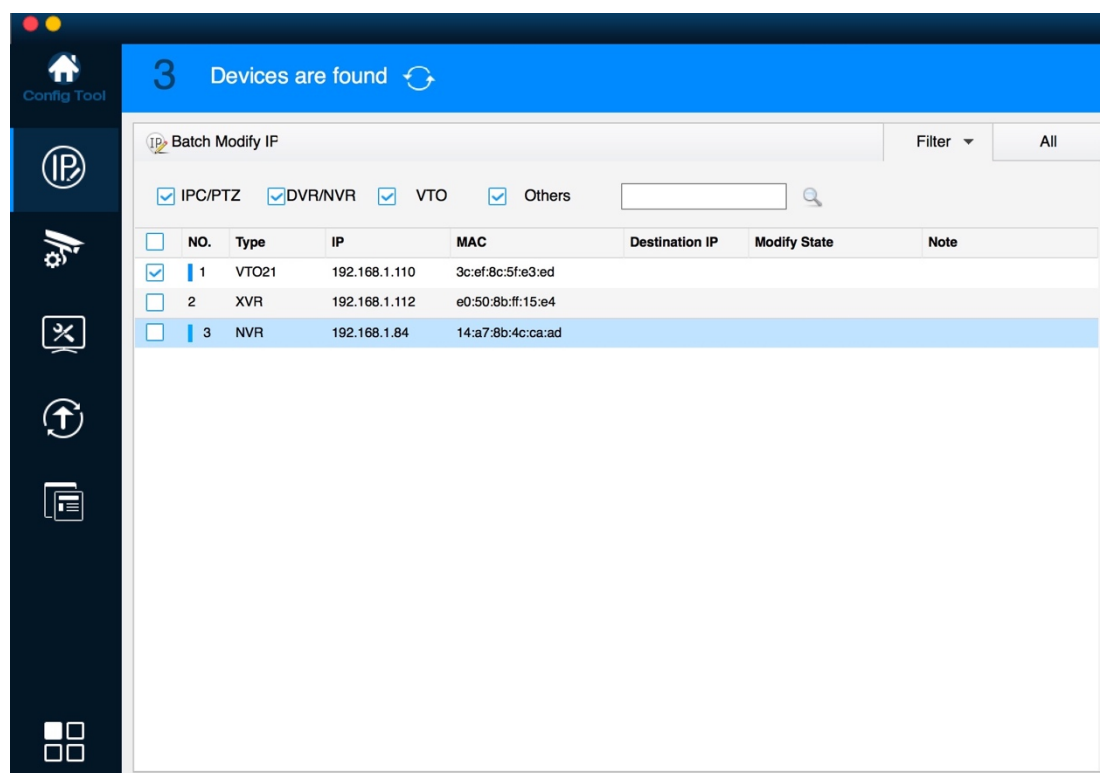 Config Tool
3 Devices are found
Batch Modify IP
Filter All
IPC/PTZ DVR/NVR VTO Others
NO. Type IP MAC Destination IP Modify State Note
1 VTO21 192.168.1.110 3c:ef:8c:5f:e3:ed
2 XVR 192.168.1.112 e0:50:8b:ff:15:e4
3 NVR 192.168.1.84 14:a7:8b:4c:ca:ad
IP